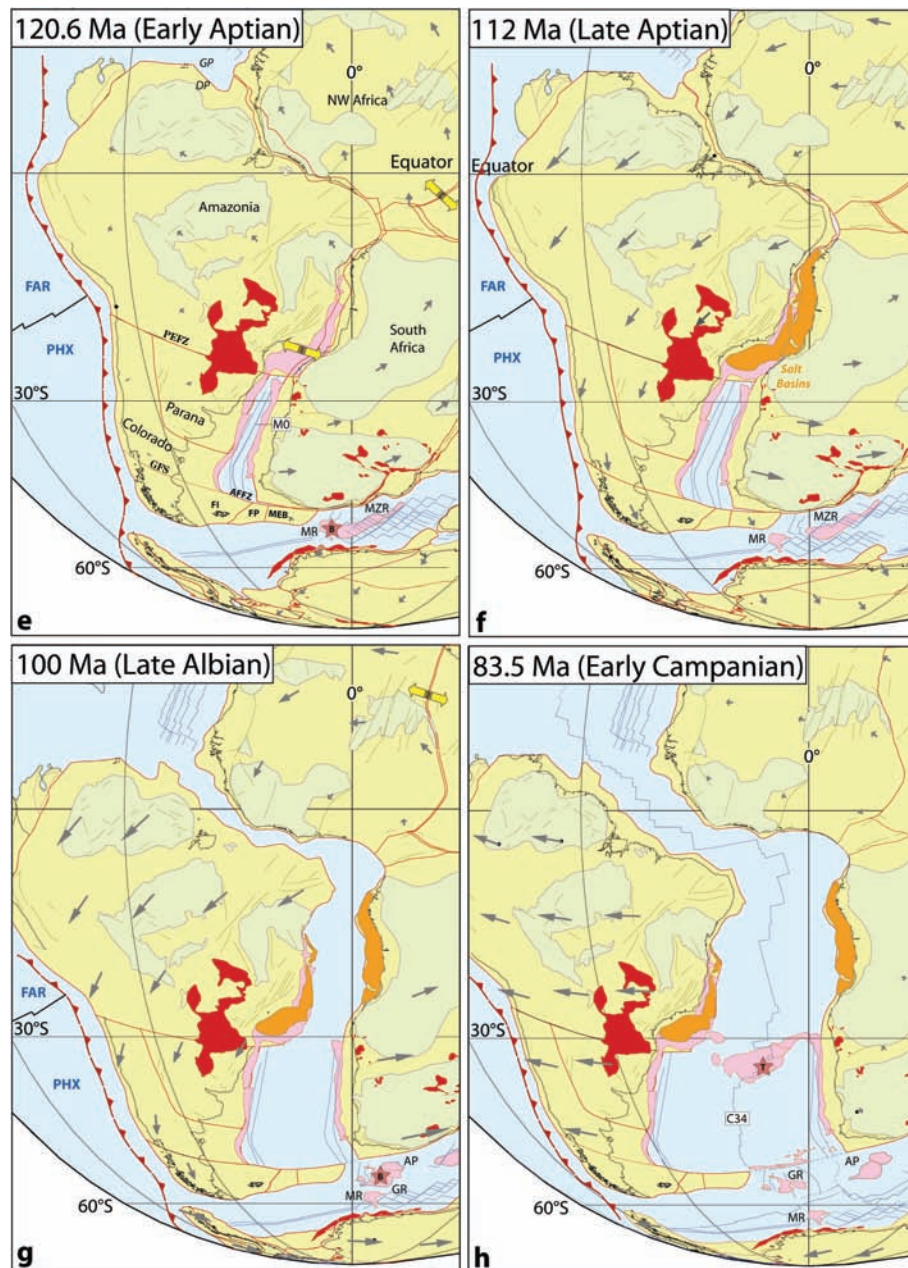 120.6 Ma (Early Aptian)
GP
DP
0°
NW Africa
Equator
Amazonia
FAR
PHX
PEFZ
South
Africa
30°S
Parana
M0
Colorado
GFS
AFFZ
FI
FP
MEB
MR
B
MZR
60°S
e
112 Ma (Late Aptian)
0°
Equator
FAR
PHX
Salt
Basins
30°S
MZR
MR
60°S
f
100 Ma (Late Albian)
0°
FAR
30°S
PHX
AP
B
MR
GR
60°S
g
83.5 Ma (Early Campanian)
0°
30°S
T
C34
AP
GR
MR
60°S
h